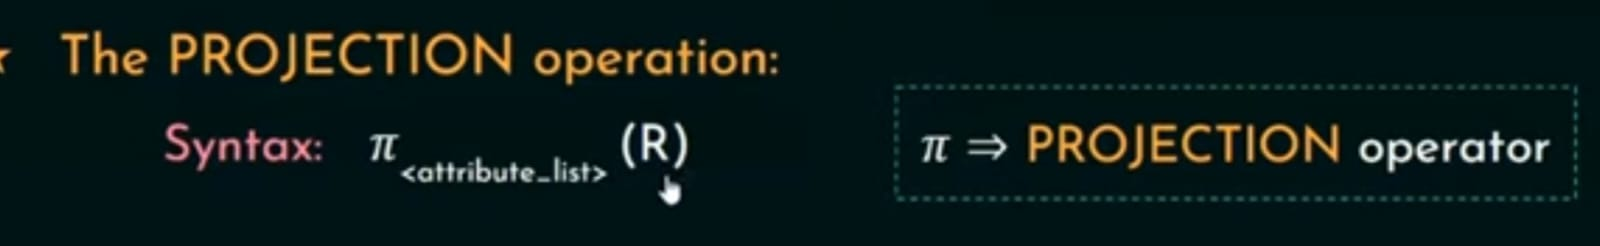 The PROJECTION operation:
Syntax: π <attribute_list> (R)
π ⇒ PROJECTION operator